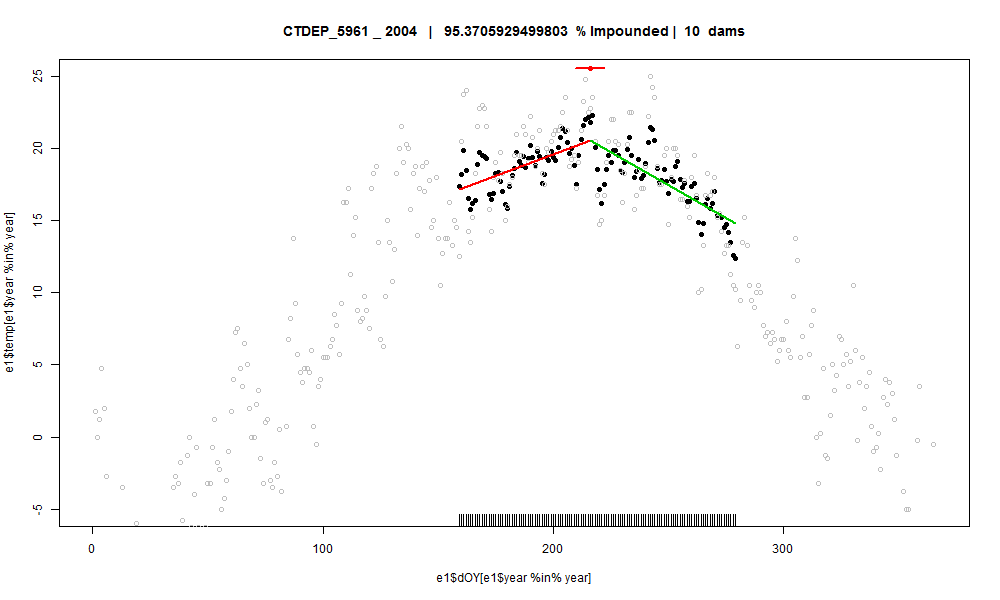 CTDEP_5961 _ 2004 | 95.3705929499803 % Impounded | 10 dams
25
20
15
10
5
0
-5
e1$temp[e1$year %in% year]
0 100 200 300
e1$dOY[e1$year %in% year]